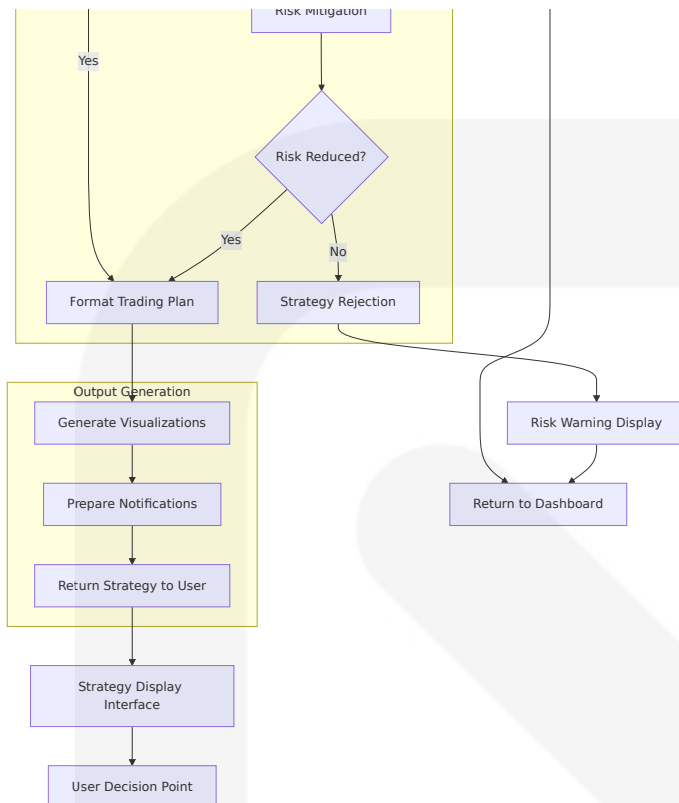 Risk Mitigation
Yes
Risk Reduced?
Yes
No
Format Trading Plan
Strategy Rejection
Output Generation
Generate Visualizations
Risk Warning Display
Prepare Notifications
Return to Dashboard
Return Strategy to User
Strategy Display
Interface
User Decision Point